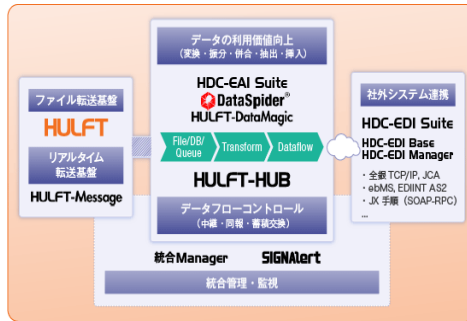 データの利用価値向上
(変換・振分・併合・抽出・挿入)
HDC-EAI Suite
DataSpider®
HULFT-DataMagic
File/DB/
Queue
Transform
Dataflow
HULFT-HUB
データフローコントロール
(中継・同報・蓄積交換)
ファイル転送基盤
HULFT
リアルタイム
転送基盤
HULFT-Message
社外システム連携
HDC-EDI Suite
HDC-EDI Base
HDC-EDI Manager
・全銀 TCP/IP, JCA
・ebMS, EDIINT AS2
・JX 手順 (SOAP-RPC)
...
統合Manager
SIGNAlert
統合管理・監視